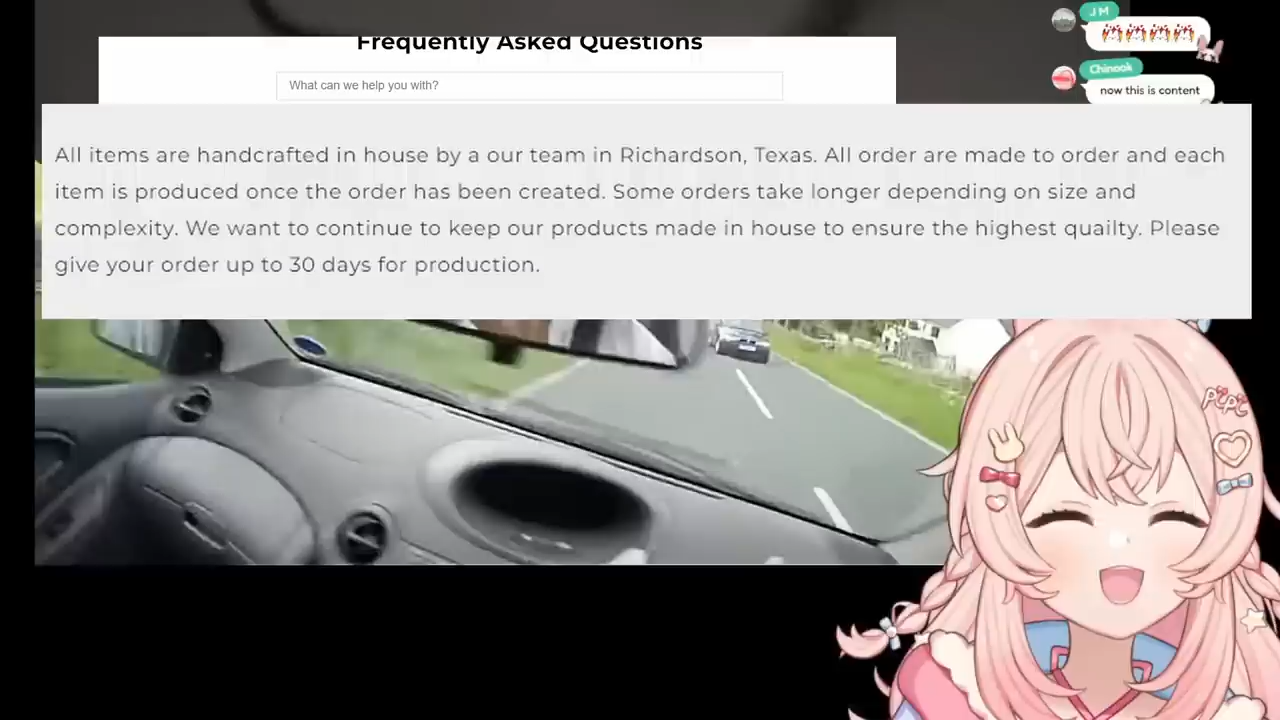 Frequently Asked Questions
What can we help you with?
All items are handcrafted in house by a our team in Richardson, Texas. All order are made to order and each
item is produced once the order has been created. Some orders take longer depending on size and
complexity. We want to continue to keep our products made in house to ensure the highest quailty. Please
give your order up to 30 days for production.
J M
Chinook
now this is content